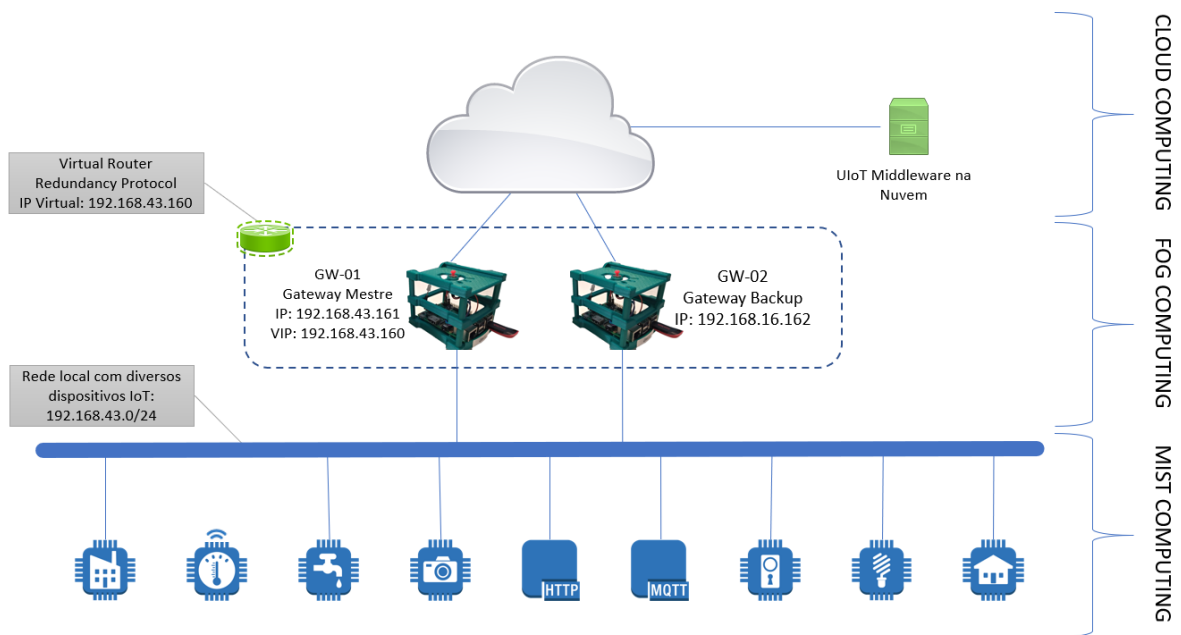 CLOUD COMPUTING
UIoT Middleware na
Nuvem
Virtual Router
Redundancy Protocol
IP Virtual: 192.168.43.160
FOG COMPUTING
GW-01
Gateway Mestre
IP: 192.168.43.161
VIP: 192.168.43.160
GW-02
Gateway Backup
IP: 192.168.16.162
Rede local com diversos
dispositivos IoT:
192.168.43.0/24
MIST COMPUTING
HTTP
MQTT